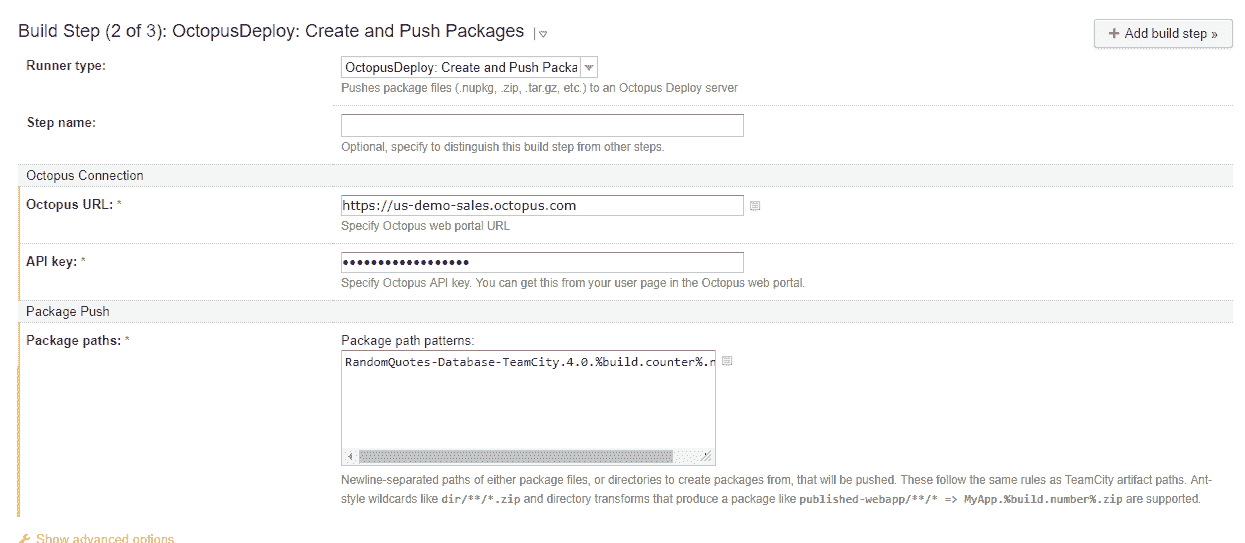 Build Step (2 of 3): OctopusDeploy: Create and Push Packages
+ Add build step »
Runner type:
OctopusDeploy: Create and Push Packa
Pushes package files (.nupkg, .zip, .tar.gz, etc.) to an Octopus Deploy server
Step name:
Optional, specify to distinguish this build step from other steps.
Octopus Connection
Octopus URL: *
https://us-demo-sales.octopus.com
Specify Octopus web portal URL
API key: *
••••••••••••••••••
Specify Octopus API key. You can get this from your user page in the Octopus web portal.
Package Push
Package paths: *
Package path patterns:
RandomQuotes-Database-TeamCity.4.0.%build.counter%.n
Newline-separated paths of either package files, or directories to create packages from, that will be pushed. These follow the same rules as TeamCity artifact paths. Ant-
style wildcards like dir/**/*.zip and directory transforms that produce a package like published-webapp/**/* => MyApp.%build.number%.zip are supported.
Show advanced options